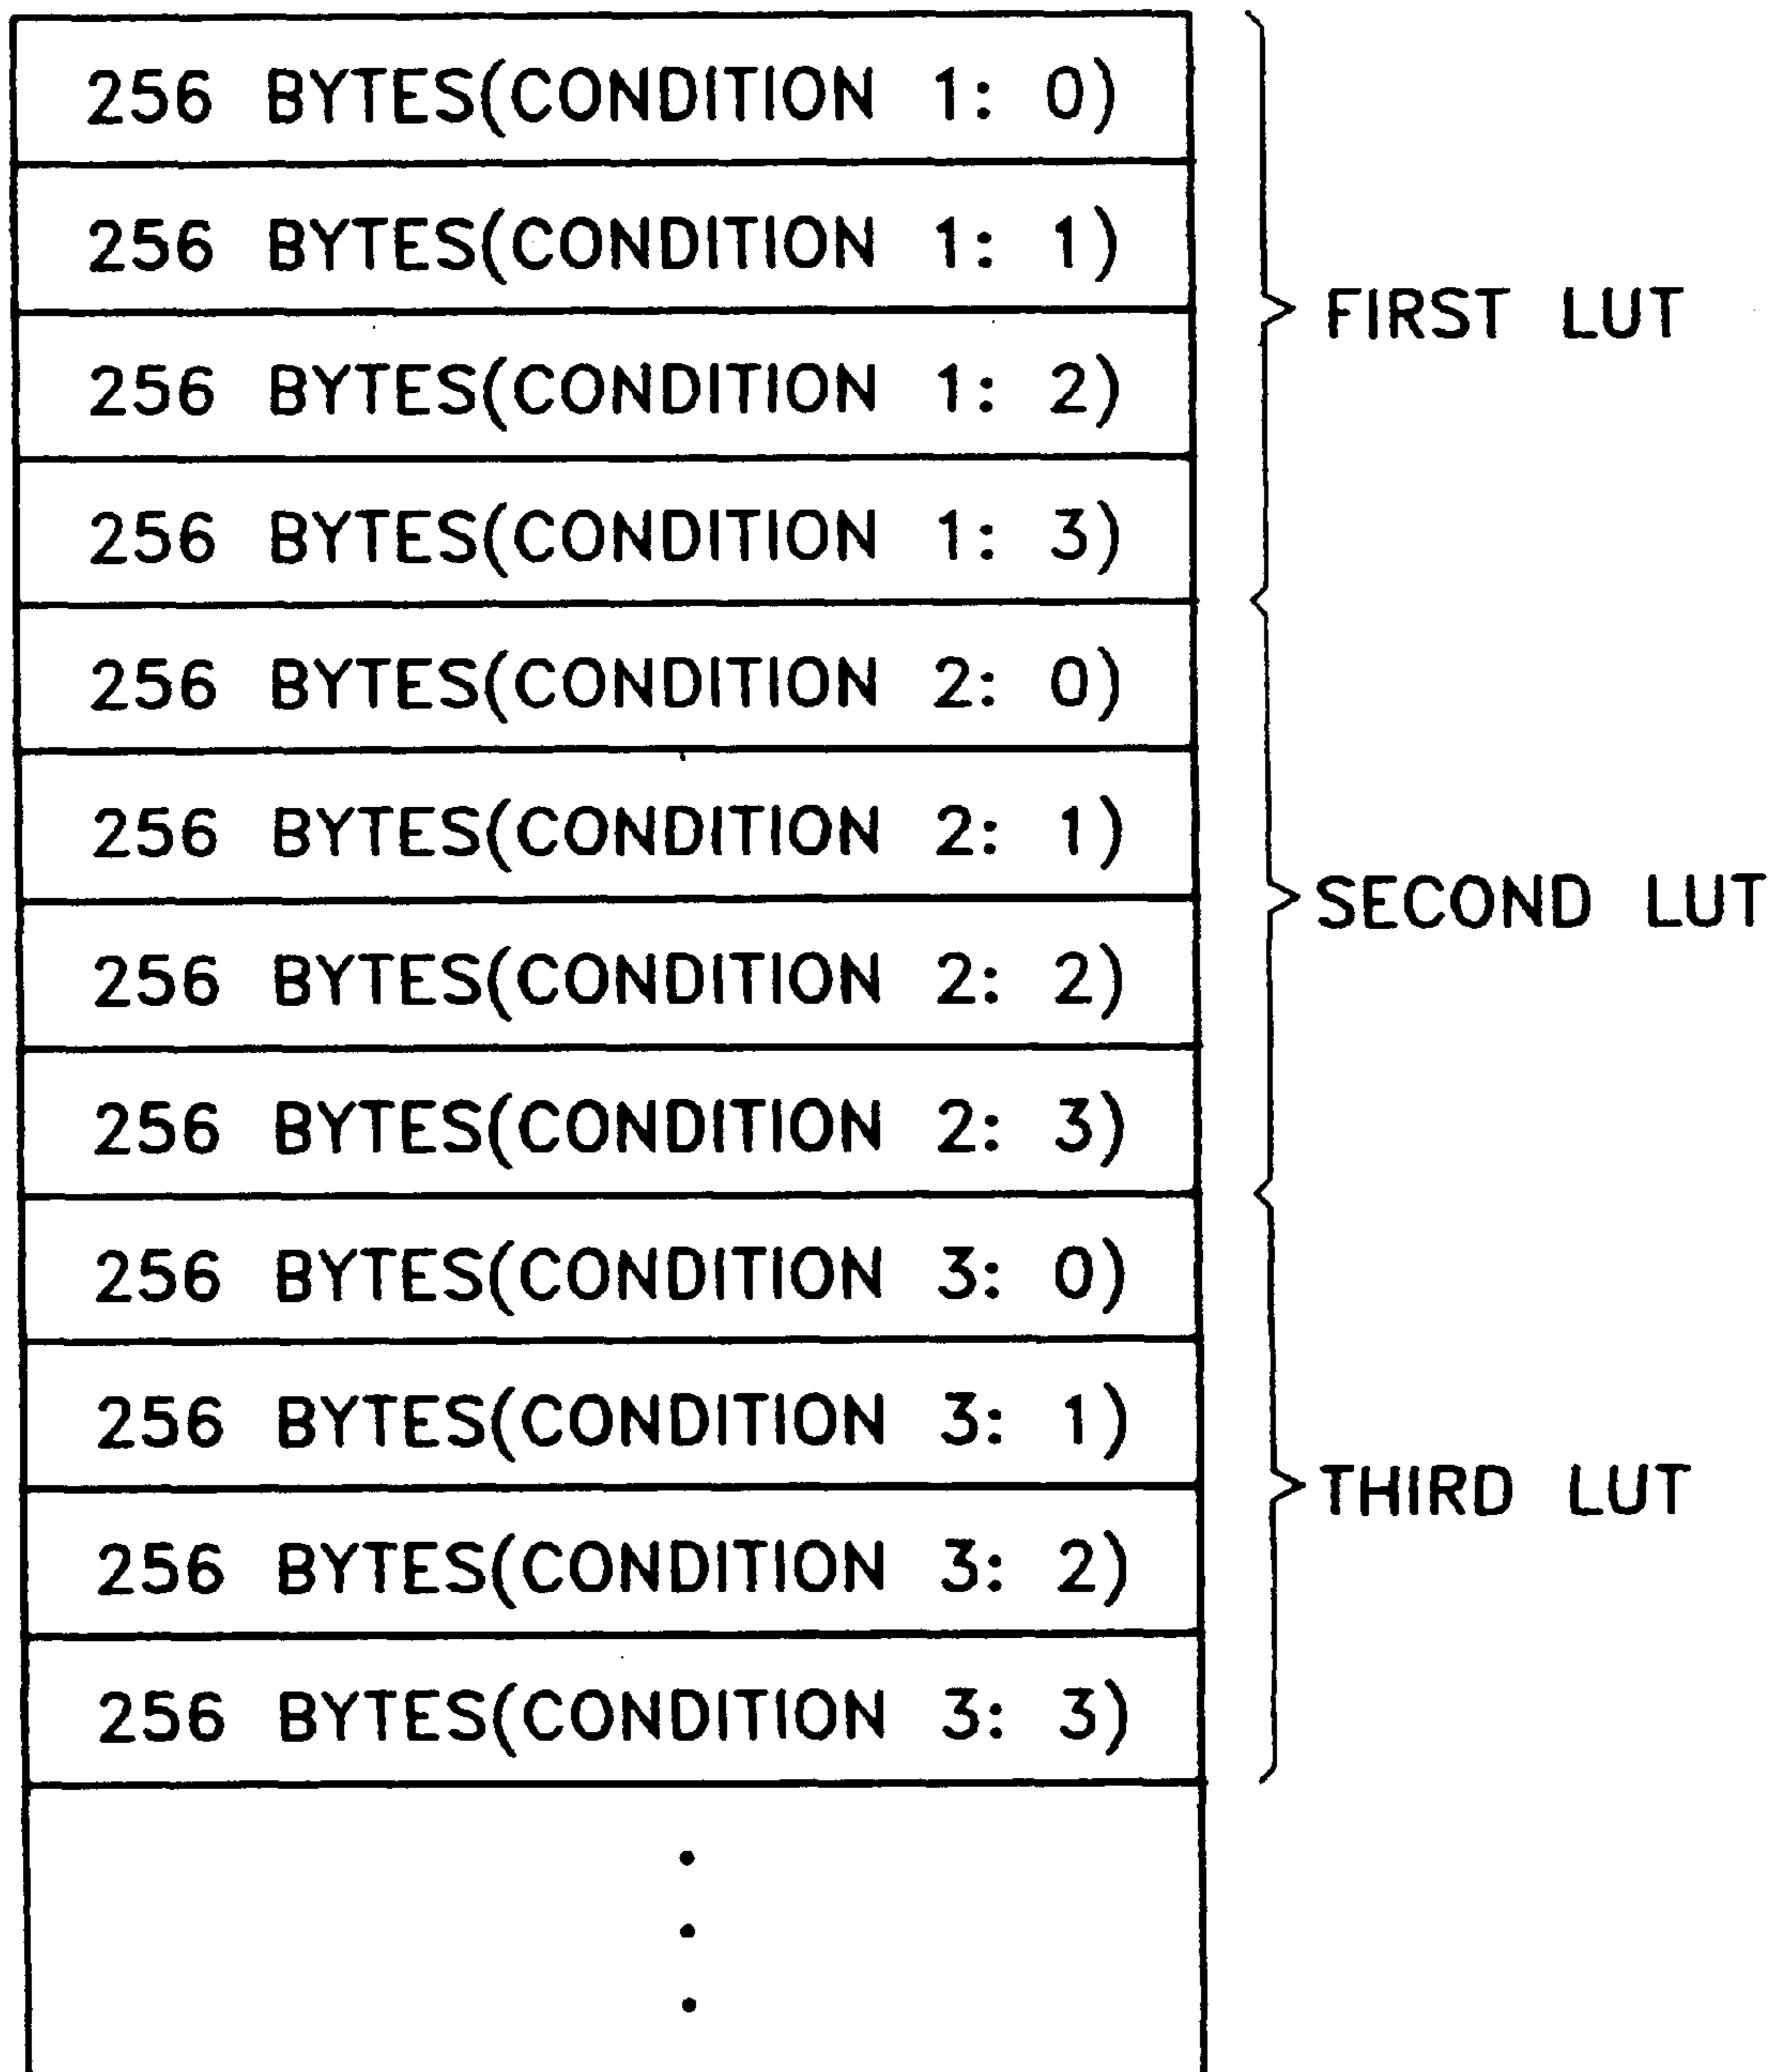 256 BYTES(CONDITION 1: 0)
256 BYTES(CONDITION 1: 1)
256 BYTES(CONDITION 1: 2)
256 BYTES(CONDITION 1: 3)
FIRST LUT
256 BYTES(CONDITION 2: 0)
256 BYTES(CONDITION 2: 1)
256 BYTES(CONDITION 2: 2)
256 BYTES(CONDITION 2: 3)
SECOND LUT
256 BYTES(CONDITION 3: 0)
256 BYTES(CONDITION 3: 1)
256 BYTES(CONDITION 3: 2)
256 BYTES(CONDITION 3: 3)
THIRD LUT